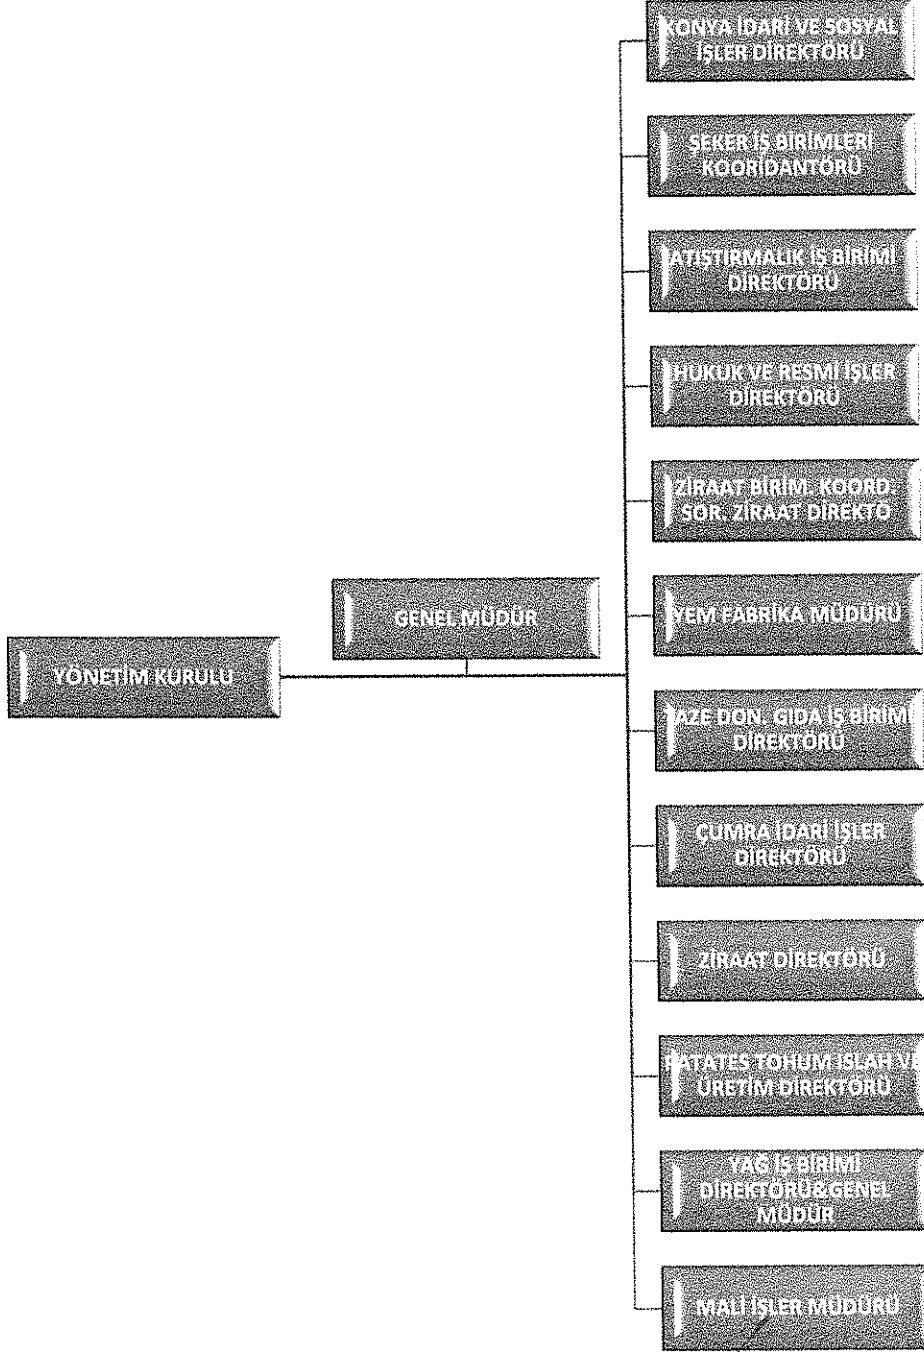 YÖNETİM KURULU
GENEL MÜDÜR
KONYA İDARİ VE SOSYAL
İŞLER DİREKTÖRÜ
ŞEKER İŞ BİRİMLERİ
KOORİDANTÖRÜ
ATIŞTIRMALIK İŞ BİRİMİ
DİREKTÖRÜ
HUKUK VE RESMİ İŞLER
DİREKTÖRÜ
ZİRAAT BİRİM. KOORD.
SOR. ZİRAAT DİREKTÖ
YEM FABRİKA MÜDÜRÜ
TAZE DON. GIDA İŞ BİRİMİ
DİREKTÖRÜ
ÇUMRA İDARİ İŞLER
DİREKTÖRÜ
ZİRAAT DİREKTÖRÜ
PATATES TOHUM ISLAH VE
ÜRETİM DİREKTÖRÜ
YAĞ İŞ BİRİMİ
DİREKTÖRÜ&GENEL
MÜDÜR
MALİ İŞLER MÜDÜRÜ